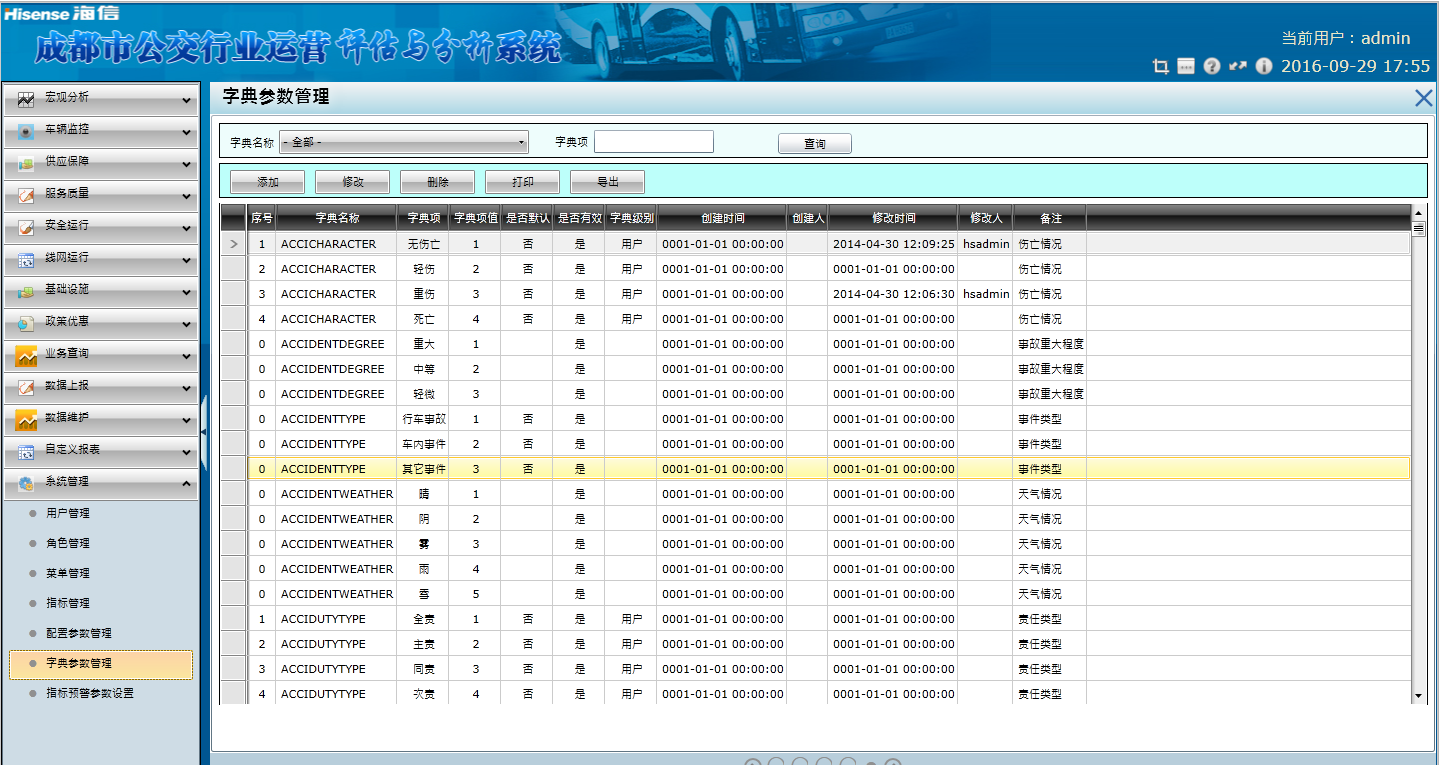 Hisense 海信
成都市公交行业运营评估与分析系统
当前用户：admin
2016-09-29 17:55
宏观分析
车辆监控
供应保障
服务质量
安全运行
线网运行
基础设施
政策优惠
业务查询
数据上报
数据维护
自定义报表
系统管理
用户管理
角色管理
菜单管理
指标管理
配置参数管理
字典参数管理
指标预警参数设置
字典参数管理
字典名称 - 全部 - 字典项 查询
添加 修改 删除 打印 导出
序号 字典名称 字典项 字典项值 是否默认 是否有效 字典级别 创建时间 创建人 修改时间 修改人 备注
1 ACCICHARACTER 无伤亡 1 否 是 用户 0001-01-01 00:00:00 2014-04-30 12:09:25 hsadmin 伤亡情况
2 ACCICHARACTER 轻伤 2 否 是 用户 0001-01-01 00:00:00 0001-01-01 00:00:00 伤亡情况
3 ACCICHARACTER 重伤 3 否 是 用户 0001-01-01 00:00:00 2014-04-30 12:06:30 hsadmin 伤亡情况
4 ACCICHARACTER 死亡 4 否 是 用户 0001-01-01 00:00:00 0001-01-01 00:00:00 伤亡情况
0 ACCIDENTDEGREE 重大 1 是 0001-01-01 00:00:00 0001-01-01 00:00:00 事故重大程度
0 ACCIDENTDEGREE 中等 2 是 0001-01-01 00:00:00 0001-01-01 00:00:00 事故重大程度
0 ACCIDENTDEGREE 轻微 3 是 0001-01-01 00:00:00 0001-01-01 00:00:00 事故重大程度
0 ACCIDENTTYPE 行车事故 1 否 是 0001-01-01 00:00:00 0001-01-01 00:00:00 事件类型
0 ACCIDENTTYPE 车内事件 2 否 是 0001-01-01 00:00:00 0001-01-01 00:00:00 事件类型
0 ACCIDENTTYPE 其它事件 3 否 是 0001-01-01 00:00:00 0001-01-01 00:00:00 事件类型
0 ACCIDENTWEATHER 晴 1 是 0001-01-01 00:00:00 0001-01-01 00:00:00 天气情况
0 ACCIDENTWEATHER 阴 2 是 0001-01-01 00:00:00 0001-01-01 00:00:00 天气情况
0 ACCIDENTWEATHER 雾 3 是 0001-01-01 00:00:00 0001-01-01 00:00:00 天气情况
0 ACCIDENTWEATHER 雨 4 是 0001-01-01 00:00:00 0001-01-01 00:00:00 天气情况
0 ACCIDENTWEATHER 雪 5 是 0001-01-01 00:00:00 0001-01-01 00:00:00 天气情况
1 ACCIDUTYTYPE 全责 1 否 是 用户 0001-01-01 00:00:00 0001-01-01 00:00:00 责任类型
2 ACCIDUTYTYPE 主责 2 否 是 用户 0001-01-01 00:00:00 0001-01-01 00:00:00 责任类型
3 ACCIDUTYTYPE 同责 3 否 是 用户 0001-01-01 00:00:00 0001-01-01 00:00:00 责任类型
4 ACCIDUTYTYPE 次责 4 否 是 用户 0001-01-01 00:00:00 0001-01-01 00:00:00 责任类型